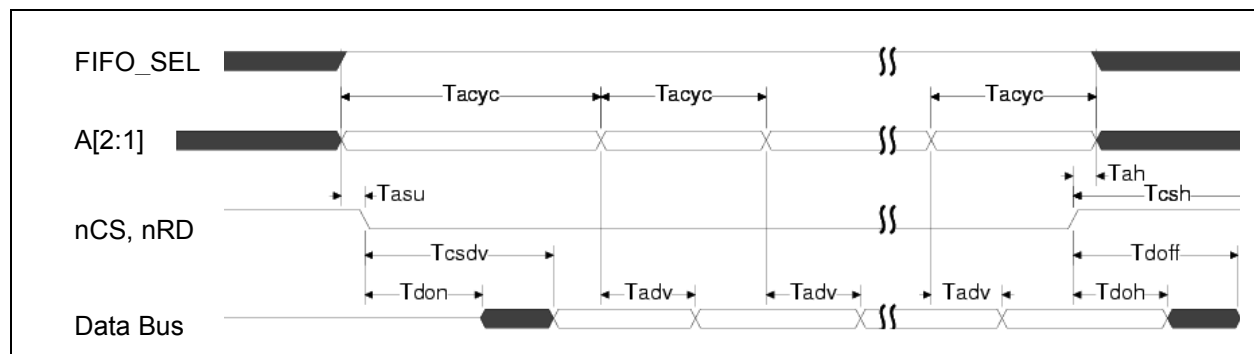 FIFO_SEL
Tacyc Tacyc Tacyc
A[2:1]
Tah
Tasu Tcsh
nCS, nRD
Tcsdv Tdoff
Tdon Tadv Tadv Tadv Tdoh
Data Bus